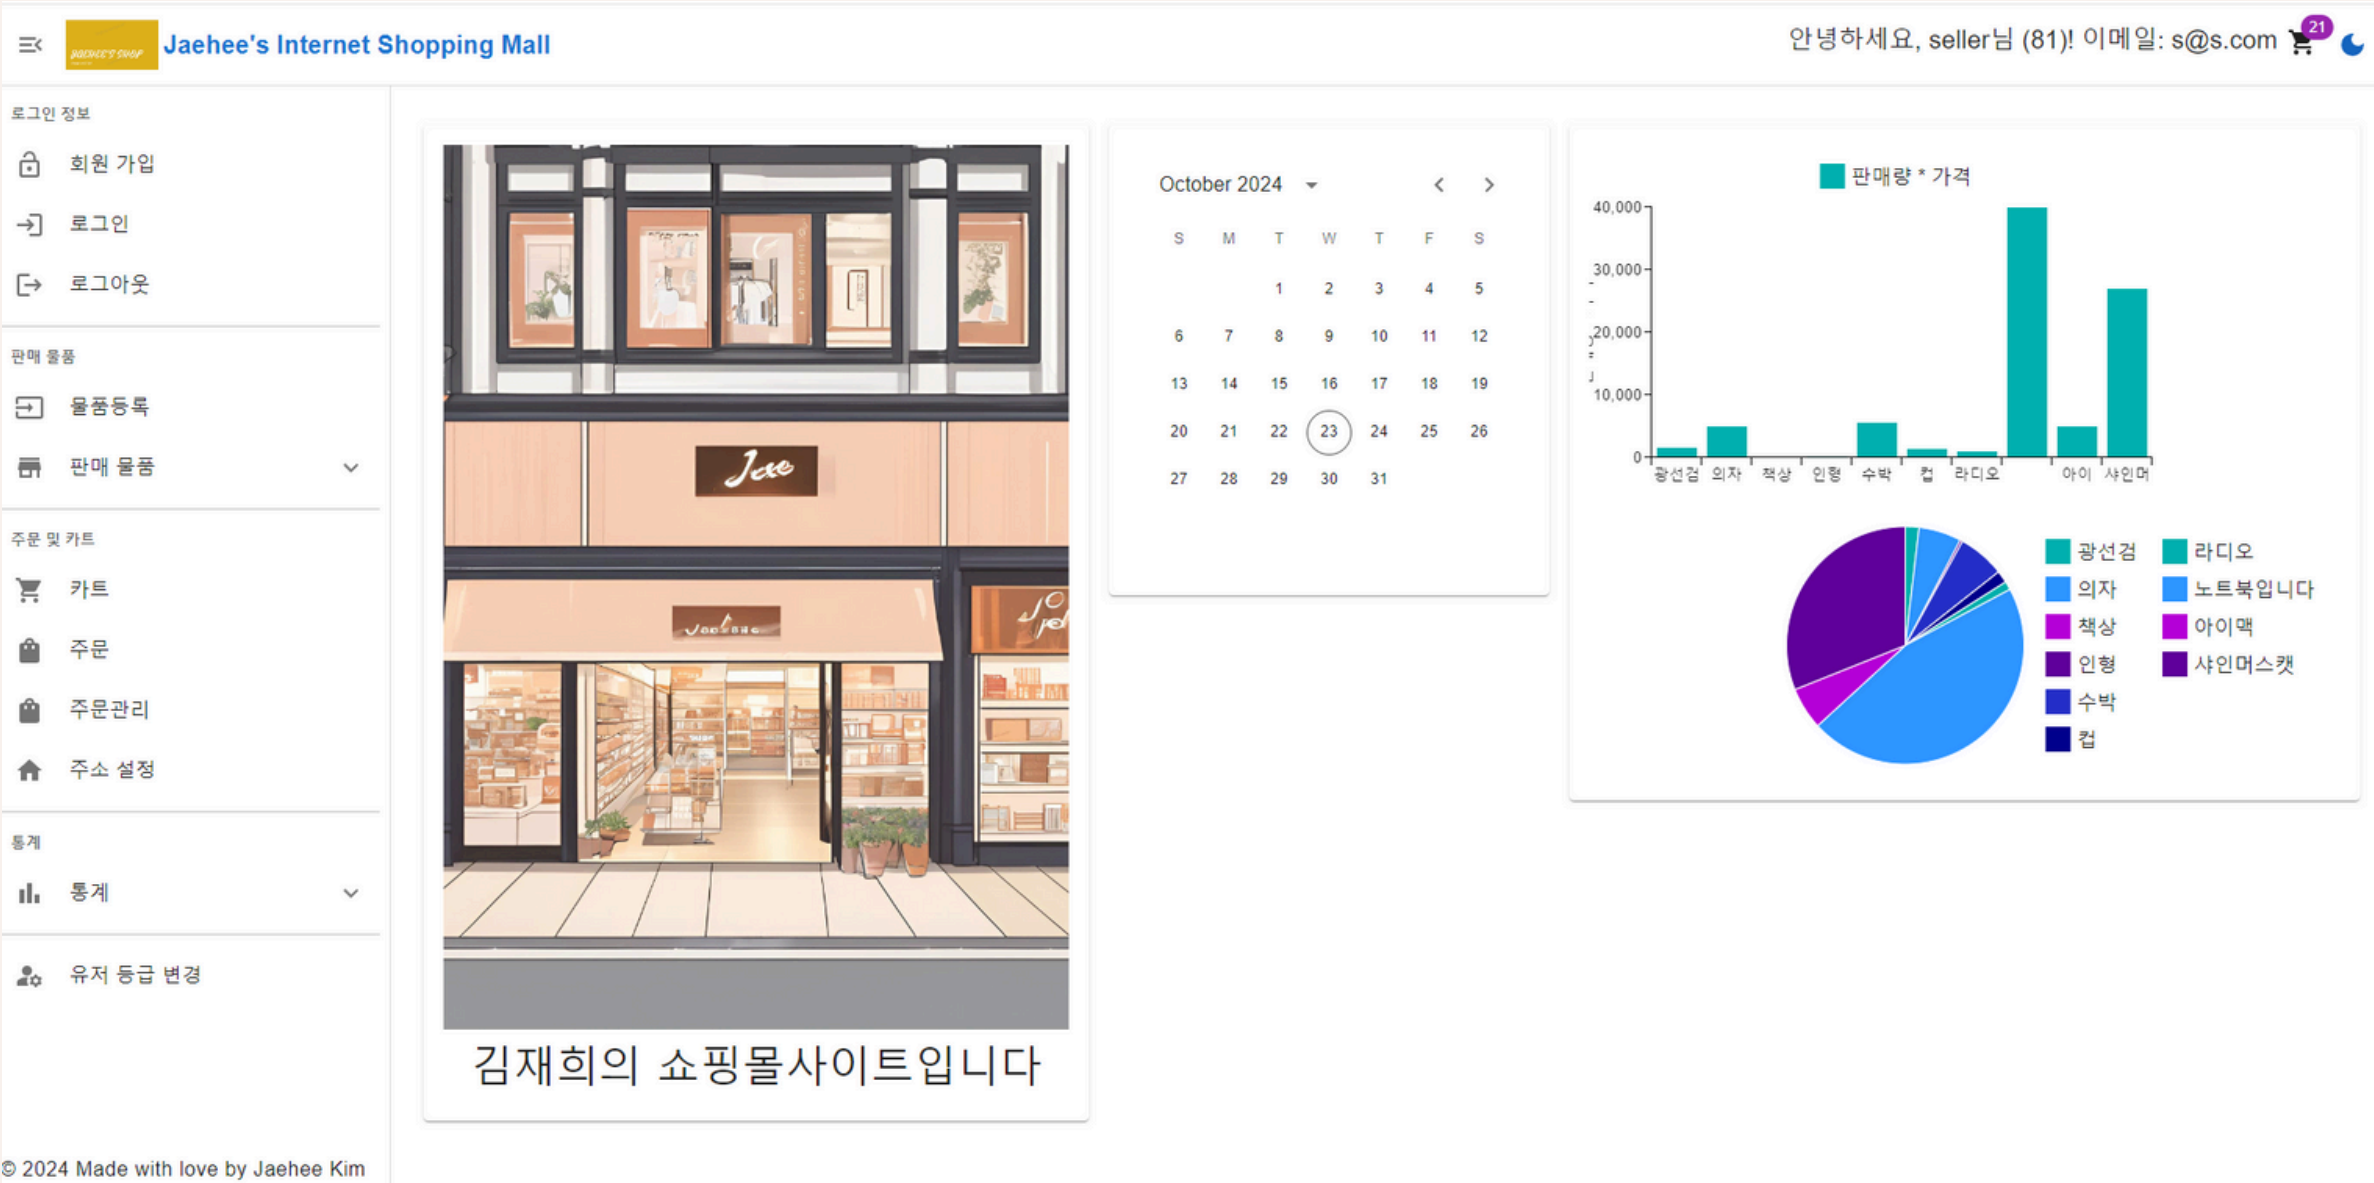 JAEHEE'S SHOP
Jaehee's Internet Shopping Mall
안녕하세요, seller님 (81)! 이메일: s@s.com
21
로그인 정보
회원 가입
로그인
로그아웃
판매 물품
물품등록
판매 물품
주문 및 카트
카트
주문
주문관리
주소 설정
통계
통계
유저 등급 변경
© 2024 Made with love by Jaehee Kim
Jae
김재희의 쇼핑몰사이트입니다
October 2024
S M T W T F S
1 2 3 4 5
6 7 8 9 10 11 12
13 14 15 16 17 18 19
20 21 22 23 24 25 26
27 28 29 30 31
판매량 * 가격
40,000
30,000
20,000
10,000
0
광선검 의자 책상 인형 수박 컵 라디오 아이 샤인머
광선검 라디오
의자 노트북입니다
책상 아이맥
인형 샤인머스캣
수박
컵